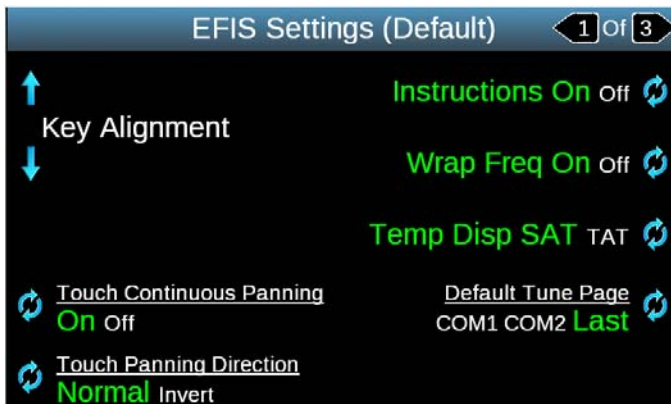 EFIS Settings (Default) 1 Of 3
Instructions On Off
Key Alignment
Wrap Freq On Off
Temp Disp SAT TAT
Touch Continuous Panning
On Off
Default Tune Page
COM1 COM2 Last
Touch Panning Direction
Normal Invert